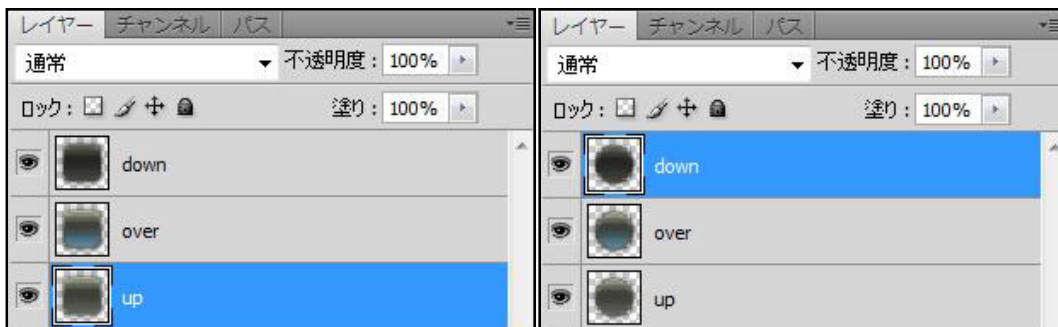 レイヤー チャンネル パス
通常 不透明度： 100%
ロック： 塗り： 100%
down
over
up
レイヤー チャンネル パス
通常 不透明度： 100%
ロック： 塗り： 100%
down
over
up